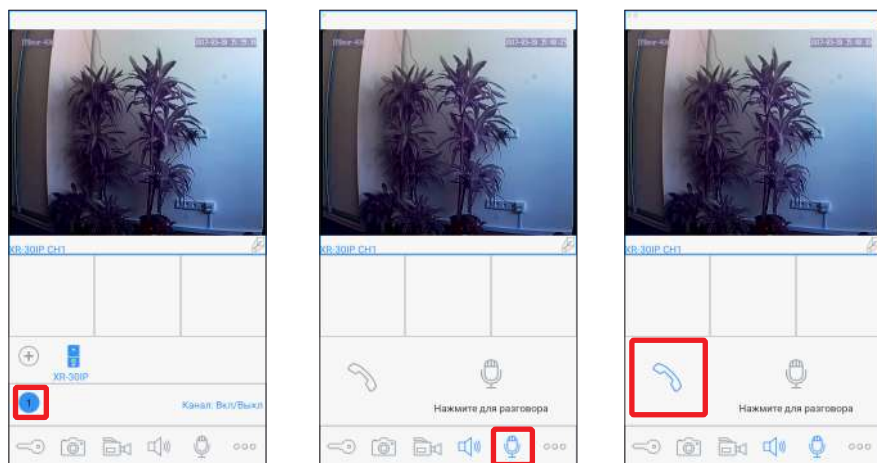 XR-30IP CH1
XR-30IP
1
Канал. Вкл/Выкл
XR-30IP CH1
Нажмите для разговора
XR-30IP CH1
Нажмите для разговора